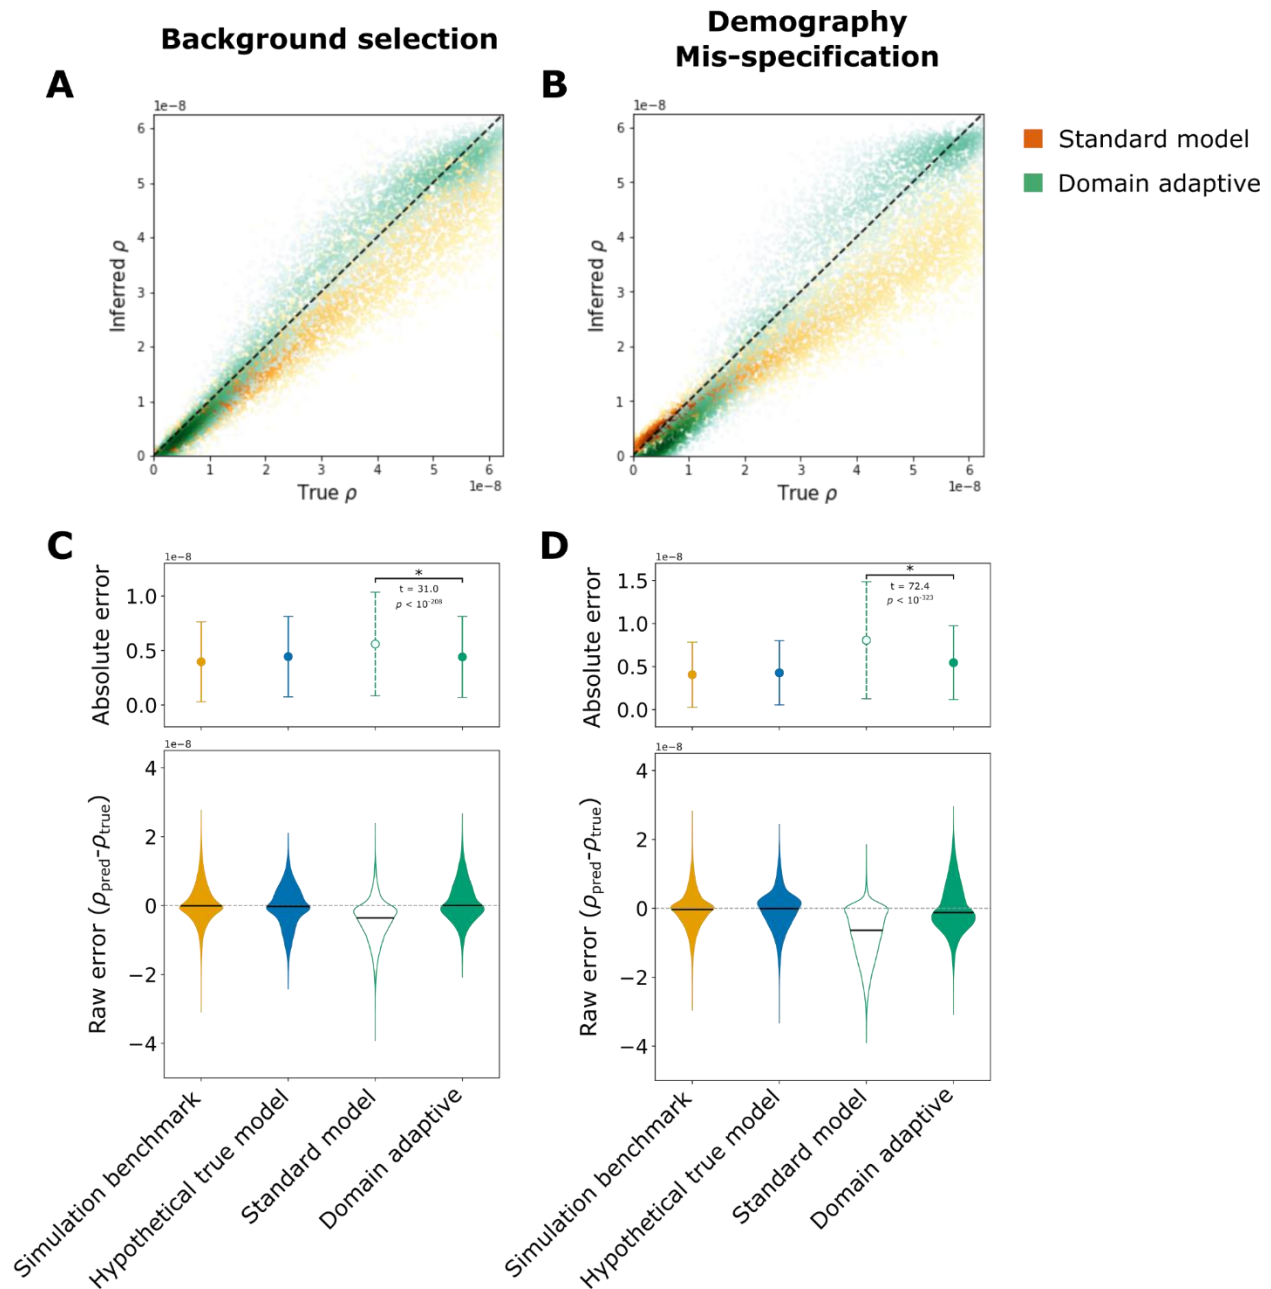 Background selection
Demography
Mis-specification
A
B
1e−8
6
5
4
3
2
1
0
Inferred ρ
0 1 2 3 4 5 6
1e−8
True ρ
1e−8
6
5
4
3
2
1
0
Inferred ρ
0 1 2 3 4 5 6
1e−8
True ρ
Standard model
Domain adaptive
C
1e−8
Absolute error
1.0
0.5
0.0
*
t = 31.0
p < 10-208
1e−8
Raw error (ρpred-ρtrue)
4
2
0
−2
−4
Simulation benchmark
Hypothetical true model
Standard model
Domain adaptive
D
1e−8
Absolute error
1.5
1.0
0.5
0.0
*
t = 72.4
p < 10-323
1e−8
Raw error (ρpred-ρtrue)
4
2
0
−2
−4
Simulation benchmark
Hypothetical true model
Standard model
Domain adaptive